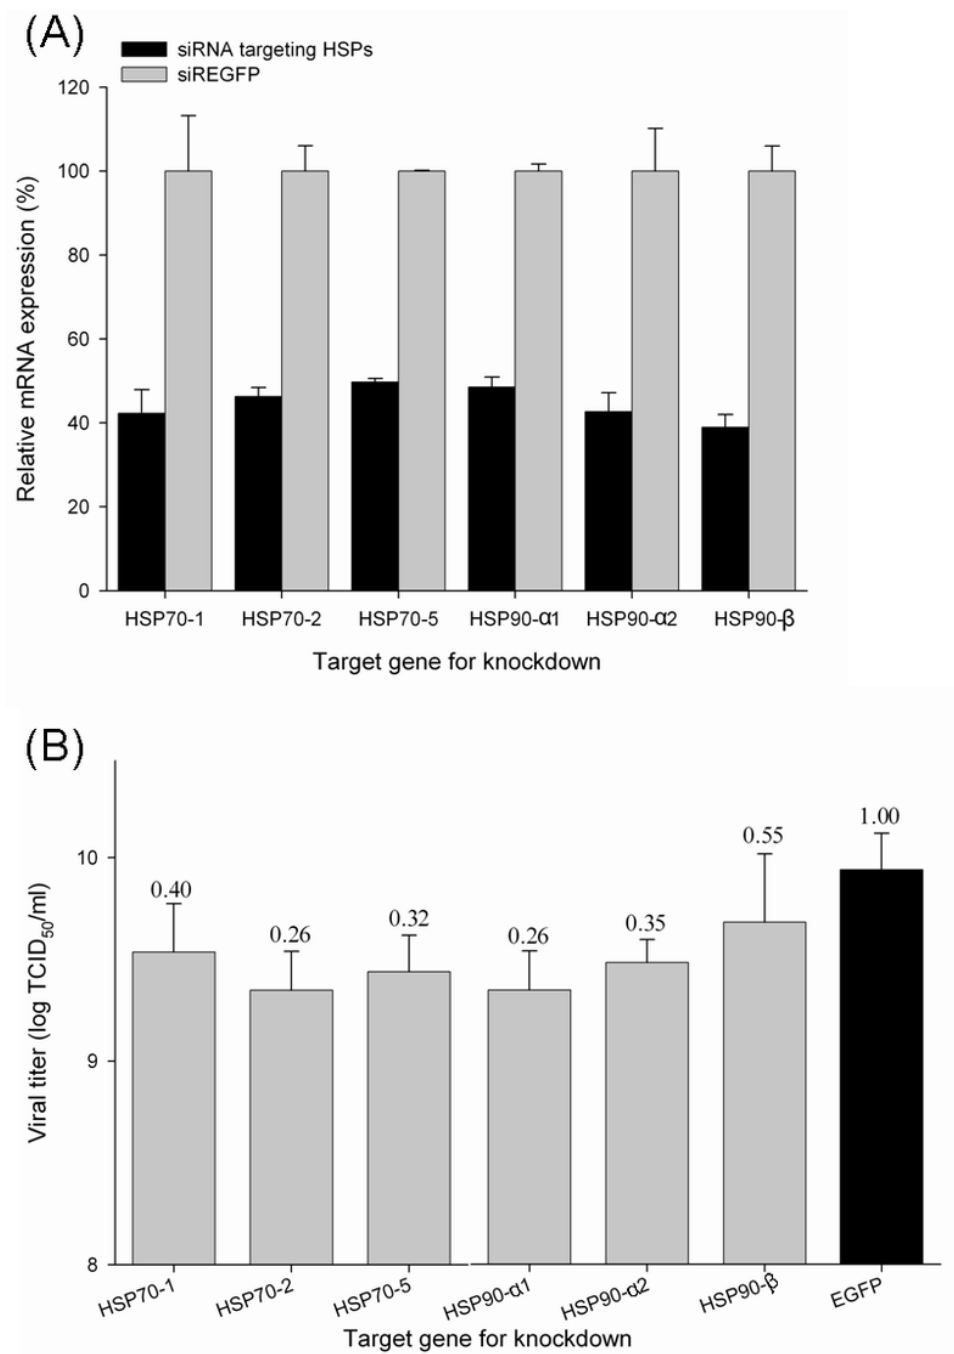 (A)
siRNA targeting HSPs
siREGFP
Relative mRNA expression (%)
120
100
80
60
40
20
0
HSP70-1 HSP70-2 HSP70-5 HSP90-α1 HSP90-α2 HSP90-β
Target gene for knockdown
(B)
Viral titer (log TCID50/ml)
10
9
8
0.40 0.26 0.32 0.26 0.35 0.55 1.00
HSP70-1 HSP70-2 HSP70-5 HSP90-α1 HSP90-α2 HSP90-β EGFP
Target gene for knockdown